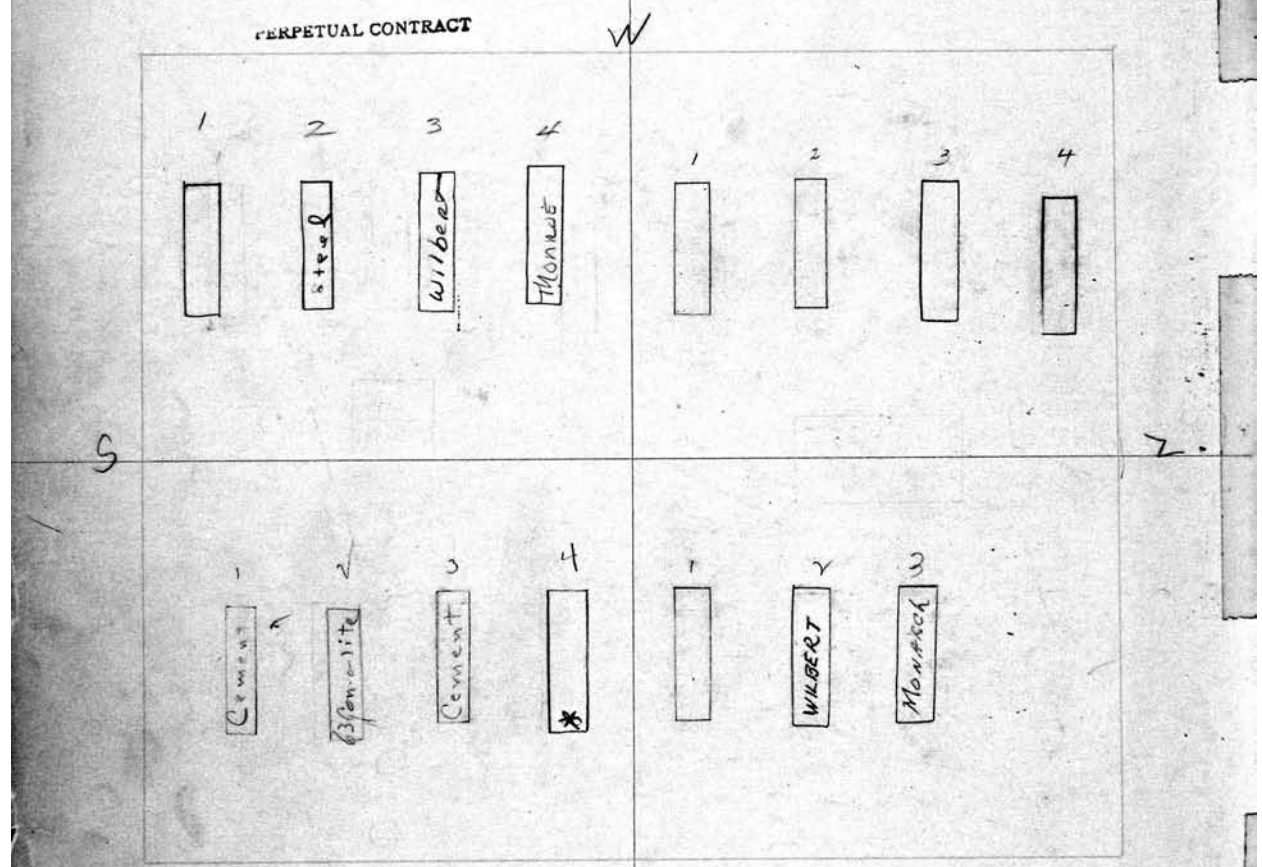 PERPETUAL CONTRACT
W
1 2 3 4
1 2 3 4
Steel
Wilbert
Monroe
S
N
1 2 3 4
1 2 3
Cement
Cement
*
WILBERT
MONARCH